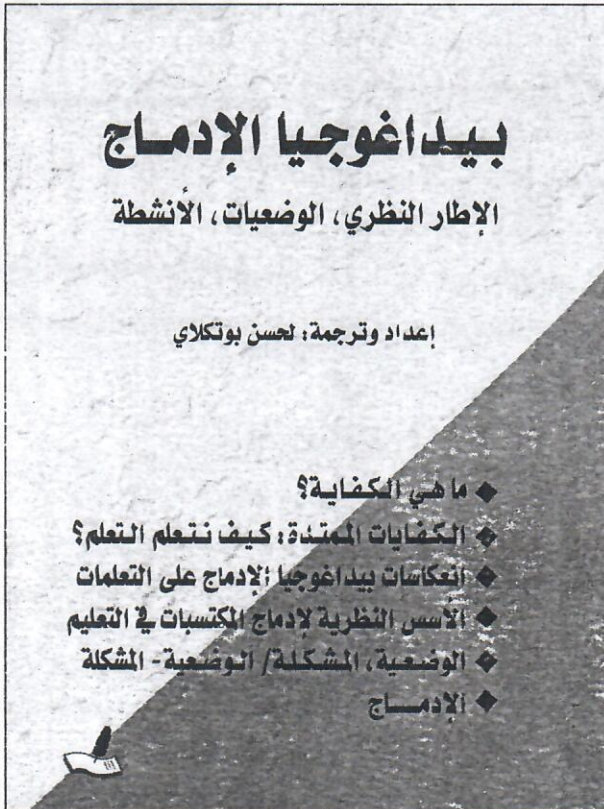 بيداغوجيا الإدماج
الإطار النظري، الوضعيات، الأنشطة
إعداد وترجمة: لحسن بوتكلاي
◆ ما هي الكفاية؟
◆ الكفايات الممتدة: كيف نتعلم التعلم؟
◆ انعكاسات بيداغوجيا الإدماج على التعلمات
◆ الأسس النظرية لإدماج المكتسبات في التعليم
◆ الوضعية، المشكلة/ الوضعية - المشكلة
◆ الإدماج